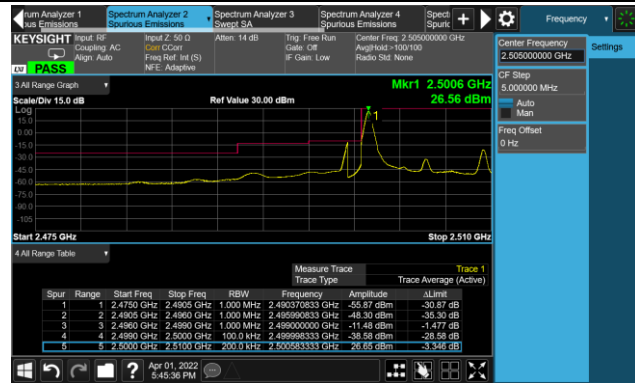 rum Analyzer 1
ous Emissions
Spectrum Analyzer 2
Spurious Emissions
Spectrum Analyzer 3
Swept SA
Spectrum Analyzer 4
Spurious Emissions
Spect
Spurious
Frequency
KEYSIGHT
Input: RF
Coupling: AC
Align: Auto
Input Z: 50 Ω
Corr CCorr
Freq Ref: Int (S)
NFE: Adaptive
Atten: 14 dB
Trig: Free Run
Gate: Off
IF Gain: Low
Center Freq: 2.505000000 GHz
Avg|Hold:>100/100
Radio Std: None
LXI
PASS
Center Frequency
2.505000000 GHz
Settings
CF Step
5.000000 MHz
Auto
Man
Freq Offset
0 Hz
3 All Range Graph
Mkr1 2.5006 GHz
Scale/Div 15.0 dB
Ref Value 30.00 dBm
26.56 dBm
Log
1
15.0
0.00
-15.0
-30.0
-45.0
-60.0
-75.0
-90.0
-105
Start 2.475 GHz
Stop 2.510 GHz
4 All Range Table
Measure Trace
Trace 1
Trace Type
Trace Average (Active)
Spur Range Start Freq Stop Freq RBW Frequency Amplitude ΔLimit
1 1 2.4750 GHz 2.4905 GHz 1.000 MHz 2.490370833 GHz -55.87 dBm -30.87 dB
2 2 2.4905 GHz 2.4960 GHz 1.000 MHz 2.495990833 GHz -48.30 dBm -35.30 dB
3 3 2.4960 GHz 2.4990 GHz 1.000 MHz 2.499000000 GHz -11.48 dBm -1.477 dB
4 4 2.4990 GHz 2.5000 GHz 100.0 kHz 2.499998333 GHz -38.58 dBm -28.58 dB
5 5 2.5000 GHz 2.5100 GHz 200.0 kHz 2.500583333 GHz 26.65 dBm -3.346 dB
?
Apr 01, 2022
5:45:36 PM